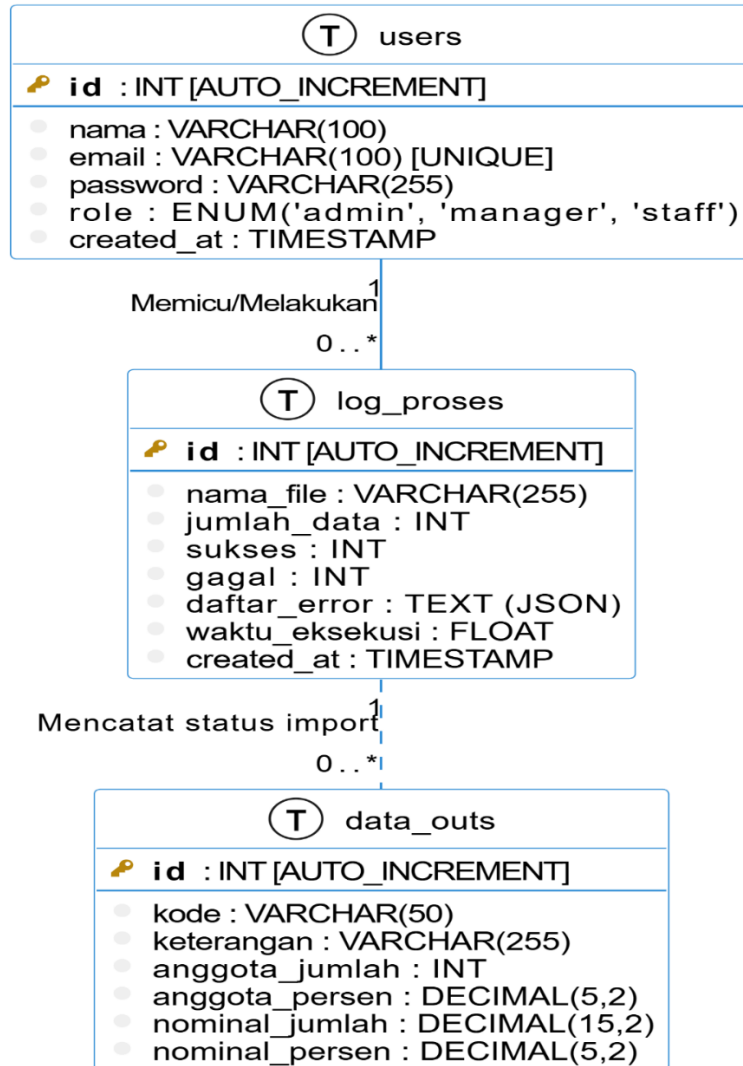 T users
id : INT [AUTO_INCREMENT]
nama : VARCHAR(100)
email : VARCHAR(100) [UNIQUE]
password : VARCHAR(255)
role : ENUM('admin', 'manager', 'staff')
created_at : TIMESTAMP
1
Memicu/Melakukan
0..*
T log_proses
id : INT [AUTO_INCREMENT]
nama_file : VARCHAR(255)
jumlah_data : INT
sukses : INT
gagal : INT
daftar_error : TEXT (JSON)
waktu_eksekusi : FLOAT
created_at : TIMESTAMP
1
Mencatat status import
0..*
T data_outs
id : INT [AUTO_INCREMENT]
kode : VARCHAR(50)
keterangan : VARCHAR(255)
anggota_jumlah : INT
anggota_persen : DECIMAL(5,2)
nominal_jumlah : DECIMAL(15,2)
nominal_persen : DECIMAL(5,2)